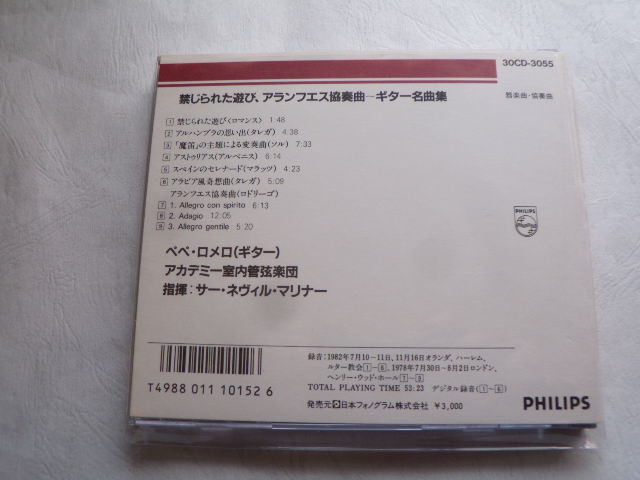 30CD-3055
禁じられた遊び、アランフエス協奏曲—ギター名曲集
器楽曲・協奏曲
1 禁じられた遊び〈ロマンス〉 1:48
2 アルハンブラの思い出(タレガ) 4:38
3 「魔笛」の主題による変奏曲(ソル) 7:33
4 アストゥリアス(アルベニス) 6:14
5 スペインのセレナード(マラッツ) 4:23
6 アラビア風奇想曲(タレガ) 5:09
アランフエス協奏曲(ロドリーゴ)
7 1. Allegro con spirito 6:13
8 2. Adagio 12:05
9 3. Allegro gentile 5:20
PHILIPS
ペペ・ロメロ(ギター)
アカデミー室内管弦楽団
指揮：サー・ネヴィル・マリナー
録音：1982年7月10〜11日、11月16日オランダ、ハーレム、
ルター教会1〜6、1978年7月30日〜8月2日ロンドン、
ヘンリー・ウッド・ホール7〜9
TOTAL PLAYING TIME 53:23 デジタル録音(1〜6)
発売元 日本フォノグラム株式会社 ¥3,000
T4988 011 10152 6
PHILIPS